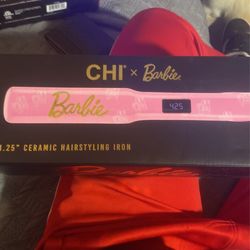 CHI × Barbie
Barbie
425
1.25" CERAMIC HAIRSTYLING IRON